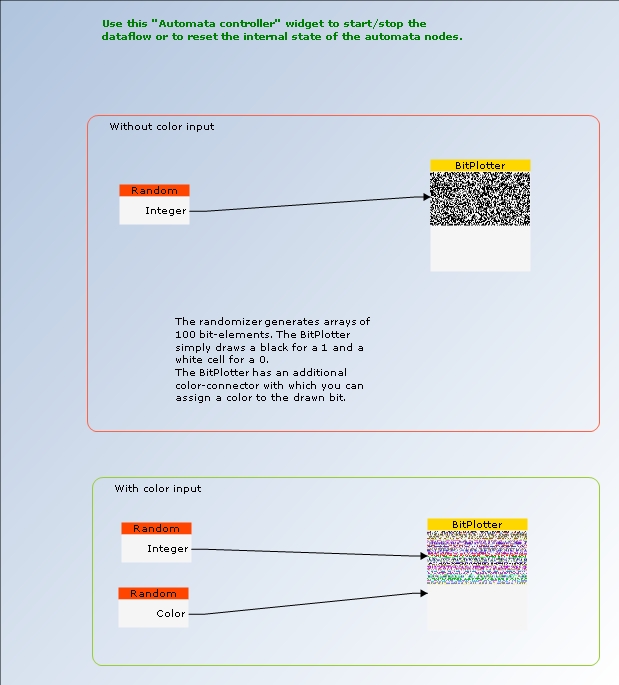 Use this "Automata controller" widget to start/stop the
dataflow or to reset the internal state of the automata nodes.
Without color input
BitPlotter
Random
Integer
The randomizer generates arrays of
100 bit-elements. The BitPlotter
simply draws a black for a 1 and a
white cell for a 0.
The BitPlotter has an additional
color-connector with which you can
assign a color to the drawn bit.
With color input
BitPlotter
Random
Integer
Random
Color